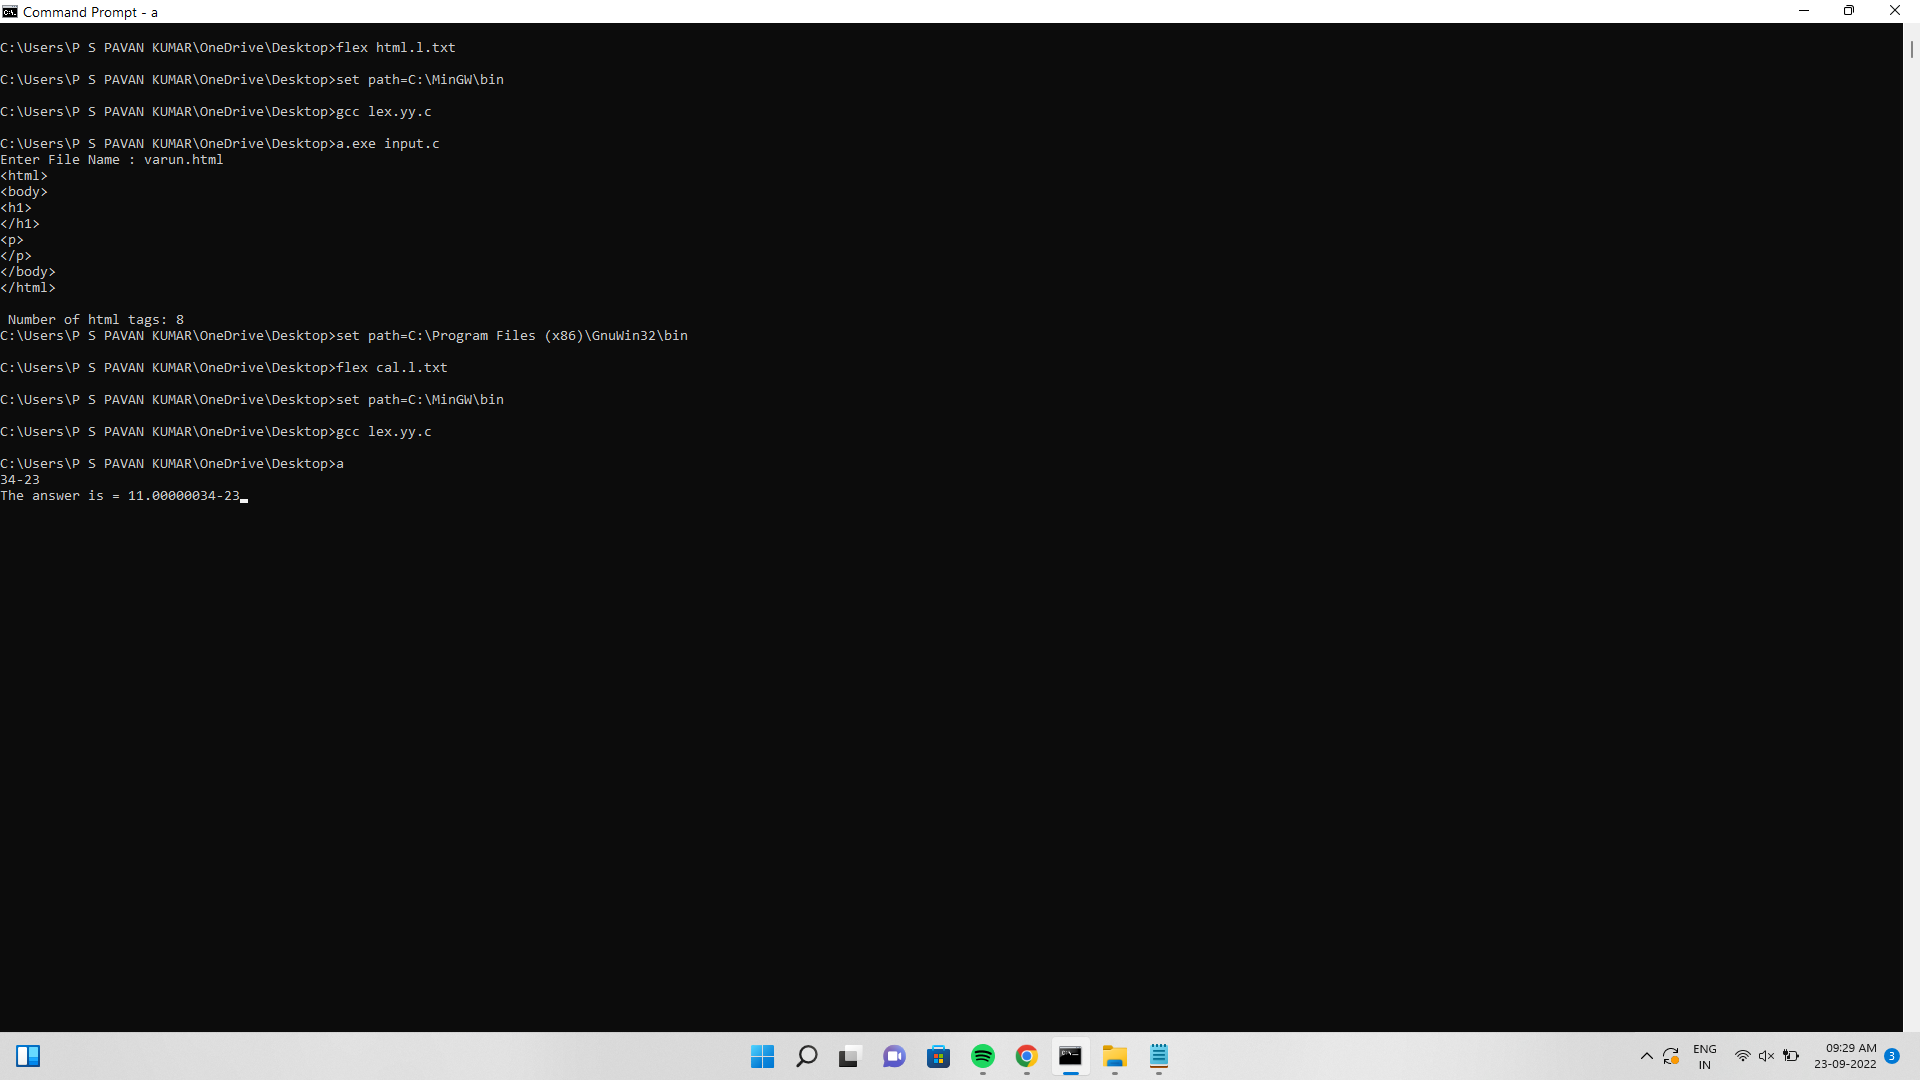 Command Prompt - a
C:\Users\P S PAVAN KUMAR\OneDrive\Desktop>flex html.l.txt
C:\Users\P S PAVAN KUMAR\OneDrive\Desktop>set path=C:\MinGW\bin
C:\Users\P S PAVAN KUMAR\OneDrive\Desktop>gcc lex.yy.c
C:\Users\P S PAVAN KUMAR\OneDrive\Desktop>a.exe input.c
Enter File Name : varun.html
<html>
<body>
<h1>
</h1>
<p>
</p>
</body>
</html>
Number of html tags: 8
C:\Users\P S PAVAN KUMAR\OneDrive\Desktop>set path=C:\Program Files (x86)\GnuWin32\bin
C:\Users\P S PAVAN KUMAR\OneDrive\Desktop>flex cal.l.txt
C:\Users\P S PAVAN KUMAR\OneDrive\Desktop>set path=C:\MinGW\bin
C:\Users\P S PAVAN KUMAR\OneDrive\Desktop>gcc lex.yy.c
C:\Users\P S PAVAN KUMAR\OneDrive\Desktop>a
34-23
The answer is = 11.00000034-23
ENG
IN
09:29 AM
23-09-2022
3